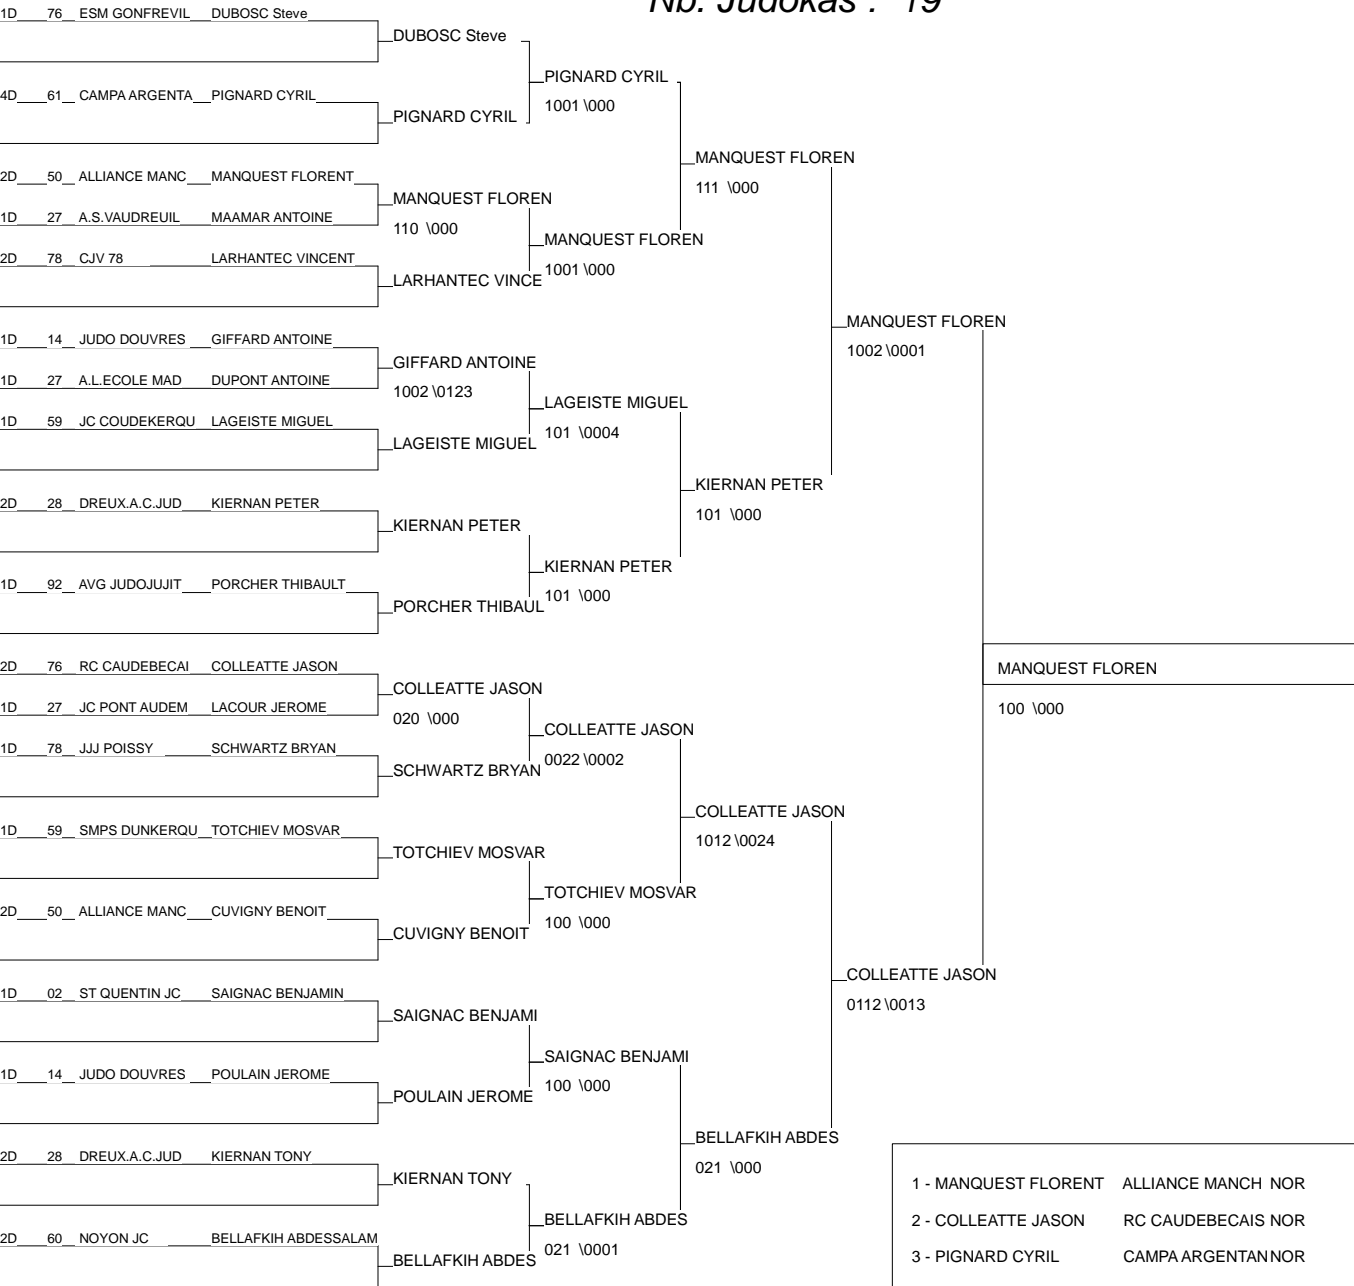 Nb. Judokas : 19
1D 76 ESM GONFREVIL DUBOSC Steve
DUBOSC Steve
PIGNARD CYRIL
1001 \000
4D 61 CAMPA ARGENTA PIGNARD CYRIL
PIGNARD CYRIL
MANQUEST FLOREN
111 \000
2D 50 ALLIANCE MANC MANQUEST FLORENT
MANQUEST FLOREN
110 \000
1D 27 A.S.VAUDREUIL MAAMAR ANTOINE
MANQUEST FLOREN
1001 \000
2D 78 CJV 78 LARHANTEC VINCENT
LARHANTEC VINCE
MANQUEST FLOREN
1002 \0001
1D 14 JUDO DOUVRES GIFFARD ANTOINE
GIFFARD ANTOINE
1002 \0123
1D 27 A.L.ECOLE MAD DUPONT ANTOINE
LAGEISTE MIGUEL
101 \0004
1D 59 JC COUDEKERQU LAGEISTE MIGUEL
LAGEISTE MIGUEL
KIERNAN PETER
101 \000
2D 28 DREUX.A.C.JUD KIERNAN PETER
KIERNAN PETER
KIERNAN PETER
101 \000
1D 92 AVG JUDOJUJIT PORCHER THIBAULT
PORCHER THIBAUL
MANQUEST FLOREN
100 \000
2D 76 RC CAUDEBECAI COLLEATTE JASON
COLLEATTE JASON
020 \000
1D 27 JC PONT AUDEM LACOUR JEROME
COLLEATTE JASON
0022 \0002
1D 78 JJJ POISSY SCHWARTZ BRYAN
SCHWARTZ BRYAN
COLLEATTE JASON
1012 \0024
1D 59 SMPS DUNKERQU TOTCHIEV MOSVAR
TOTCHIEV MOSVAR
TOTCHIEV MOSVAR
100 \000
2D 50 ALLIANCE MANC CUVIGNY BENOIT
CUVIGNY BENOIT
COLLEATTE JASON
0112 \0013
1D 02 ST QUENTIN JC SAIGNAC BENJAMIN
SAIGNAC BENJAMI
SAIGNAC BENJAMI
100 \000
1D 14 JUDO DOUVRES POULAIN JEROME
POULAIN JEROME
BELLAFKIH ABDES
021 \000
2D 28 DREUX.A.C.JUD KIERNAN TONY
KIERNAN TONY
BELLAFKIH ABDES
021 \0001
2D 60 NOYON JC BELLAFKIH ABDESSALAM
BELLAFKIH ABDES
1 - MANQUEST FLORENT ALLIANCE MANCH NOR
2 - COLLEATTE JASON RC CAUDEBECAIS NOR
3 - PIGNARD CYRIL CAMPA ARGENTAN NOR